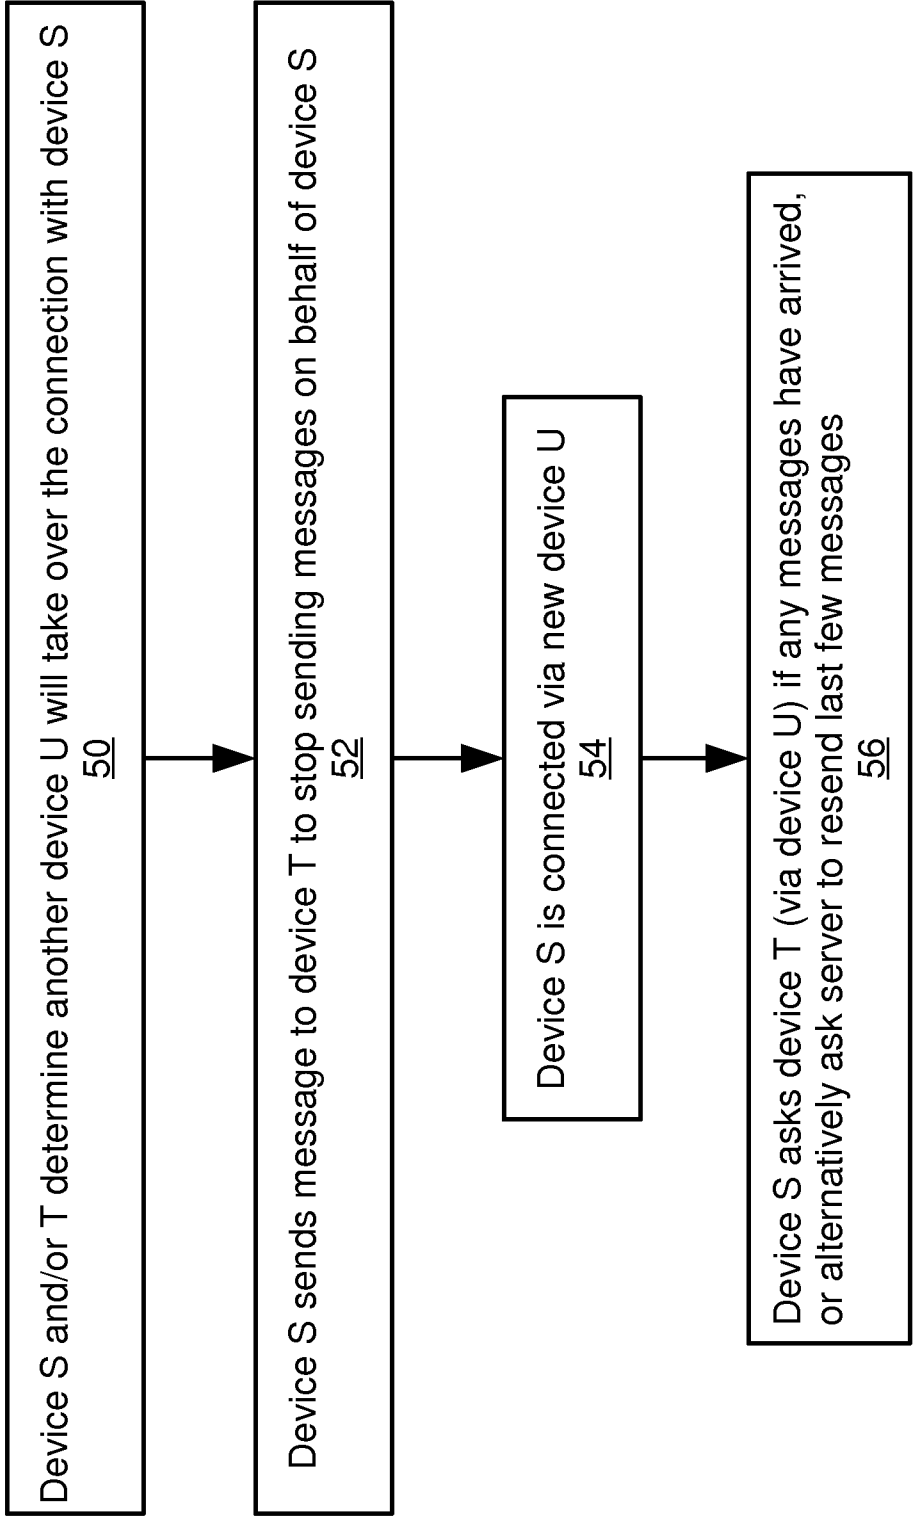 Device S and/or T determine another device U will take over the connection with device S
50
Device S sends message to device T to stop sending messages on behalf of device S
52
Device S is connected via new device U
54
Device S asks device T (via device U) if any messages have arrived,
or alternatively ask server to resend last few messages
56